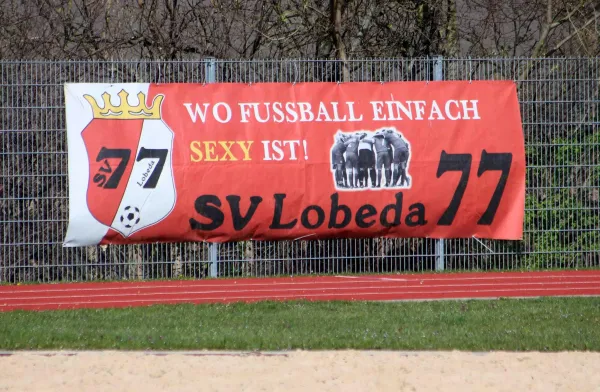 WO FUSSBALL EINFACH
SEXY IST!
SV Lobeda 77
SV 77
Lobeda